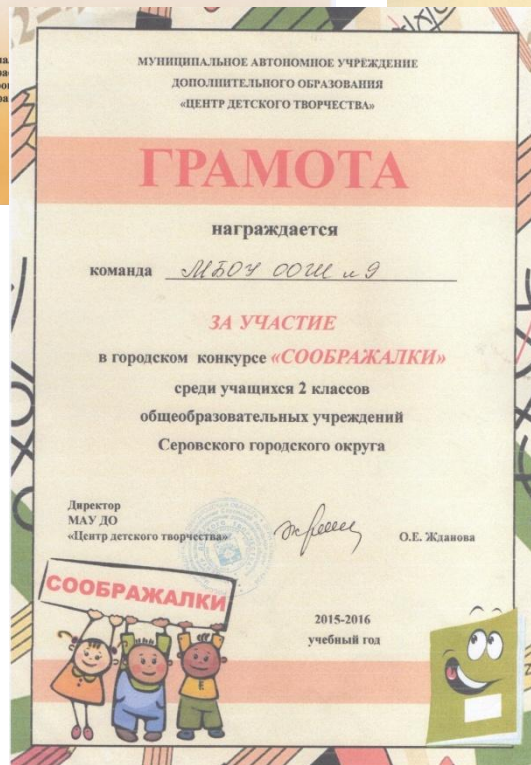 МУНИЦИПАЛЬНОЕ АВТОНОМНОЕ УЧРЕЖДЕНИЕ
ДОПОЛНИТЕЛЬНОГО ОБРАЗОВАНИЯ
«ЦЕНТР ДЕТСКОГО ТВОРЧЕСТВА»
ГРАМОТА
награждается
команда МБОУ ООШ № 9
ЗА УЧАСТИЕ
в городском конкурсе «СООБРАЖАЛКИ»
среди учащихся 2 классов
общеобразовательных учреждений
Серовского городского округа
Директор
МАУ ДО
«Центр детского творчества»
О.Е. Жданова
СООБРАЖАЛКИ
2015-2016
учебный год